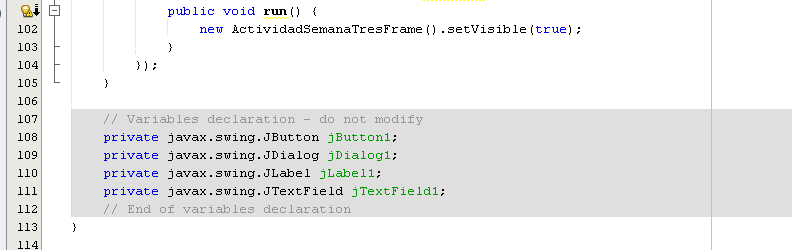 public void run() {
102 new ActividadSemanaTresFrame().setVisible(true);
103 }
104 });
105 }
106
107 // Variables declaration - do not modify
108 private javax.swing.JButton jButton1;
109 private javax.swing.JDialog jDialog1;
110 private javax.swing.JLabel jLabel1;
111 private javax.swing.JTextField jTextField1;
112 // End of variables declaration
113 }
114